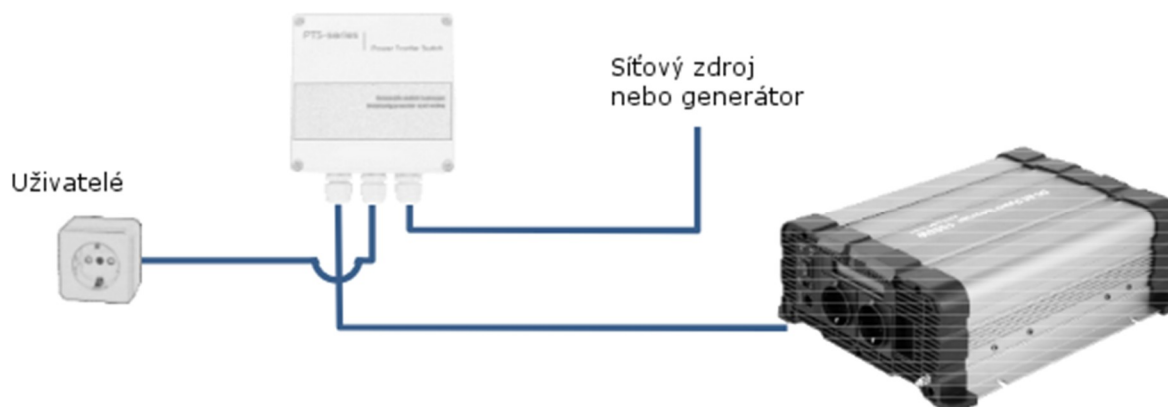 PTS-series
Power Transfer Switch
Síťový zdroj
nebo generátor
Uživatelé